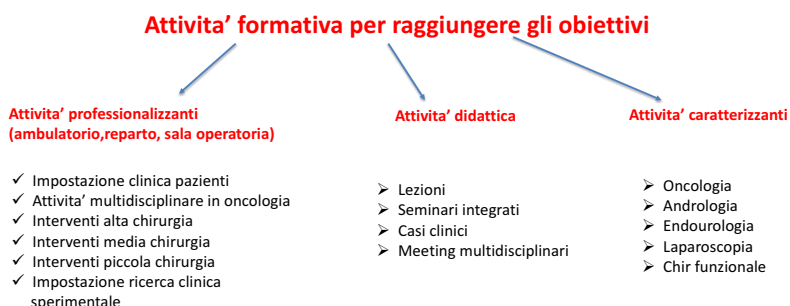 Attivita’ formativa per raggiungere gli obiettivi
Attivita’ professionalizzanti
(ambulatorio,reparto, sala operatoria)
✓ Impostazione clinica pazienti
✓ Attivita’ multidisciplinare in oncologia
✓ Interventi alta chirurgia
✓ Interventi media chirurgia
✓ Interventi piccola chirurgia
✓ Impostazione ricerca clinica
sperimentale
Attivita’ didattica
➢ Lezioni
➢ Seminari integrati
➢ Casi clinici
➢ Meeting multidisciplinari
Attivita’ caratterizzanti
➢ Oncologia
➢ Andrologia
➢ Endourologia
➢ Laparoscopia
➢ Chir funzionale